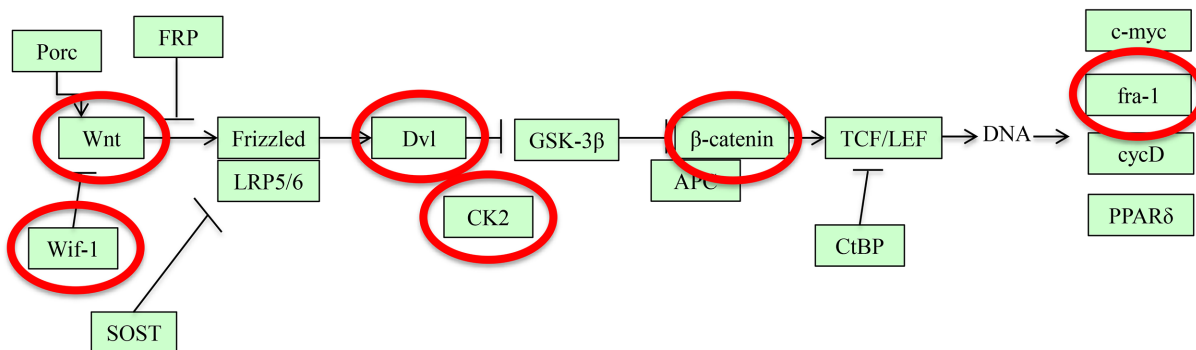 Porc
FRP
c-myc
fra-1
Wnt
Frizzled
Dvl
GSK-3β
β-catenin
TCF/LEF
DNA
cycD
LRP5/6
APC
CK2
PPARδ
Wif-1
CtBP
SOST